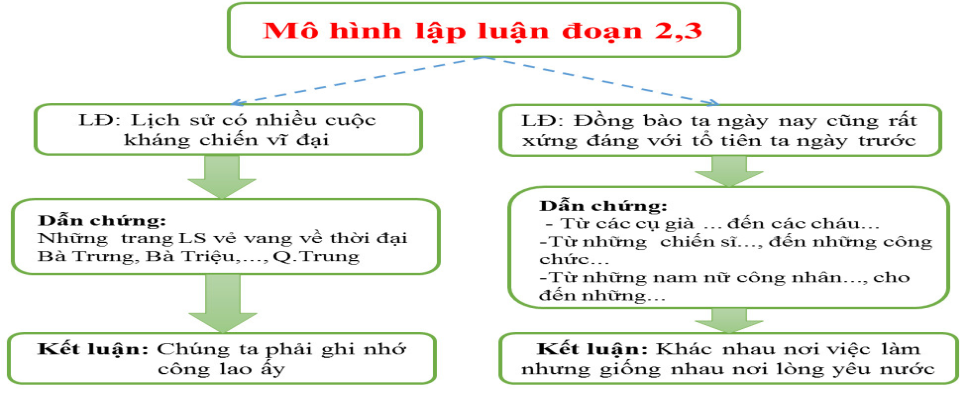 Mô hình lập luận đoạn 2,3
LĐ: Lịch sử có nhiều cuộc
kháng chiến vĩ đại
Dẫn chứng:
Những trang LS vẻ vang về thời đại
Bà Trưng, Bà Triệu,..., Q.Trung
Kết luận: Chúng ta phải ghi nhớ
công lao ấy
LĐ: Đồng bào ta ngày nay cũng rất
xứng đáng với tổ tiên ta ngày trước
Dẫn chứng:
- Từ các cụ già ... đến các cháu...
-Từ những chiến sĩ..., đến những công
chức...
-Từ những nam nữ công nhân..., cho
đến những...
Kết luận: Khác nhau nơi việc làm
nhưng giống nhau nơi lòng yêu nước